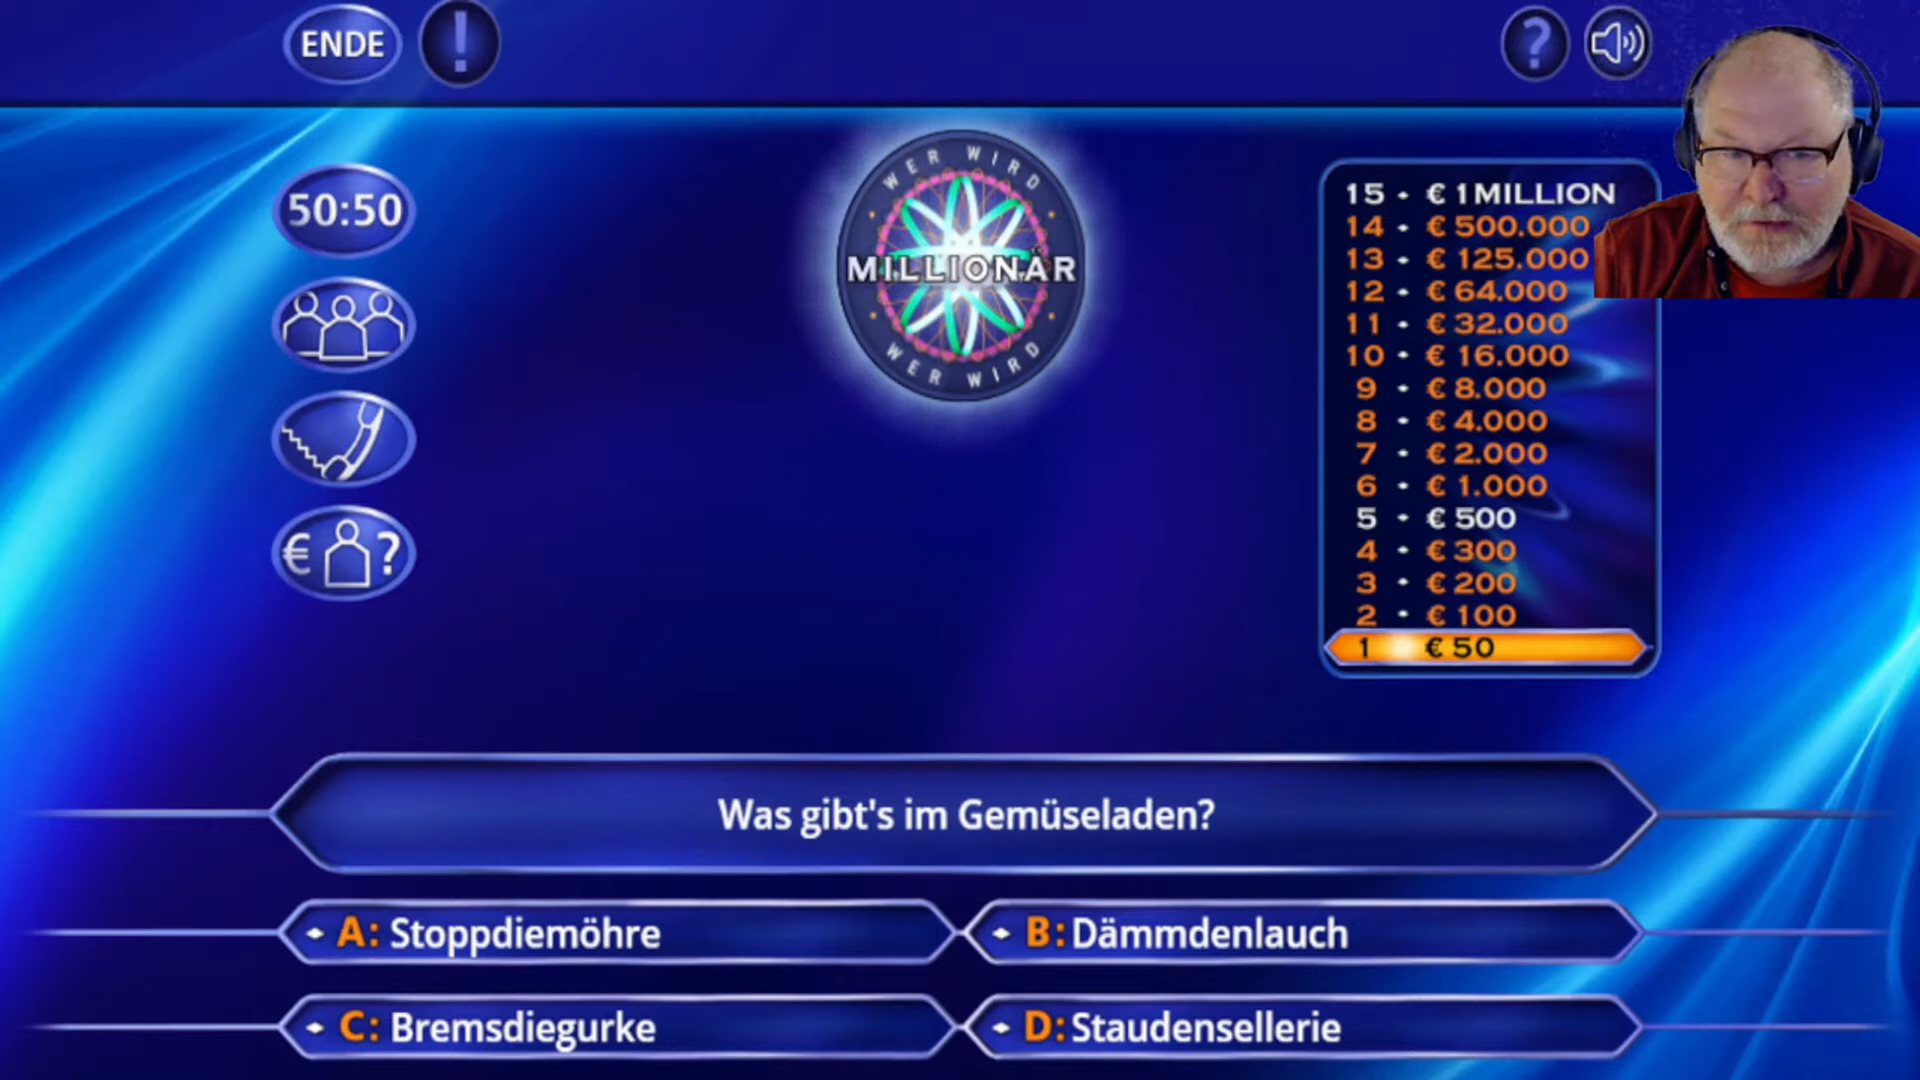 ENDE !
? 
50:50
WER WIRD
MILLIONÄR
WER WIRD
€ ?
15 · € 1 MILLION
14 · € 500.000
13 · € 125.000
12 · € 64.000
11 · € 32.000
10 · € 16.000
9 · € 8.000
8 · € 4.000
7 · € 2.000
6 · € 1.000
5 · € 500
4 · € 300
3 · € 200
2 · € 100
1 € 50
Was gibt's im Gemüseladen?
A: Stoppdiemöhre
B: Dämmdenlauch
C: Bremsdiegurke
D: Staudensellerie